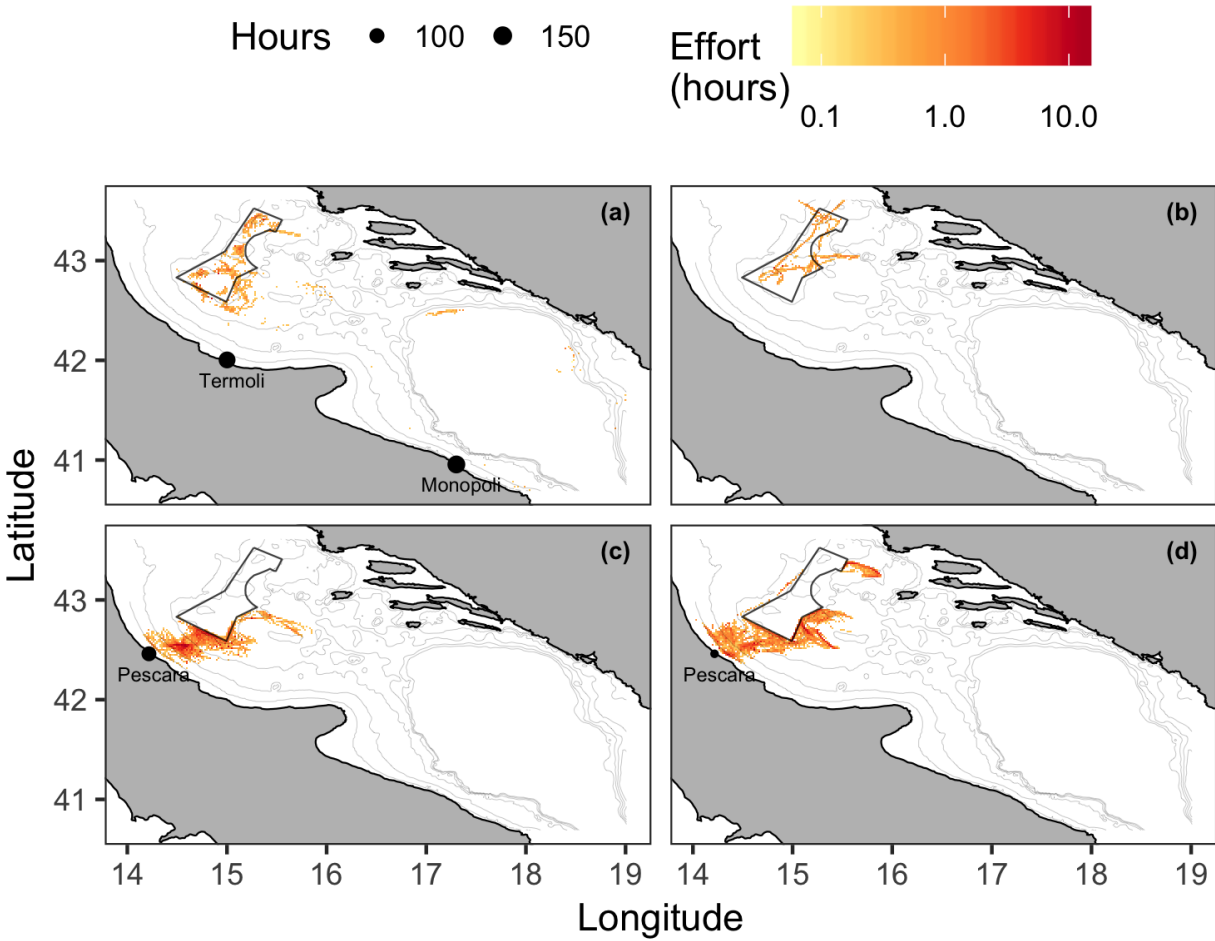 Hours 100 150
Effort
(hours)
0.1 1.0 10.0
(a) (b)
43
42
Termoli
41
Monopoli
(c) (d)
43
Pescara Pescara
42
41
Latitude
14 15 16 17 18 19 14 15 16 17 18 19
Longitude